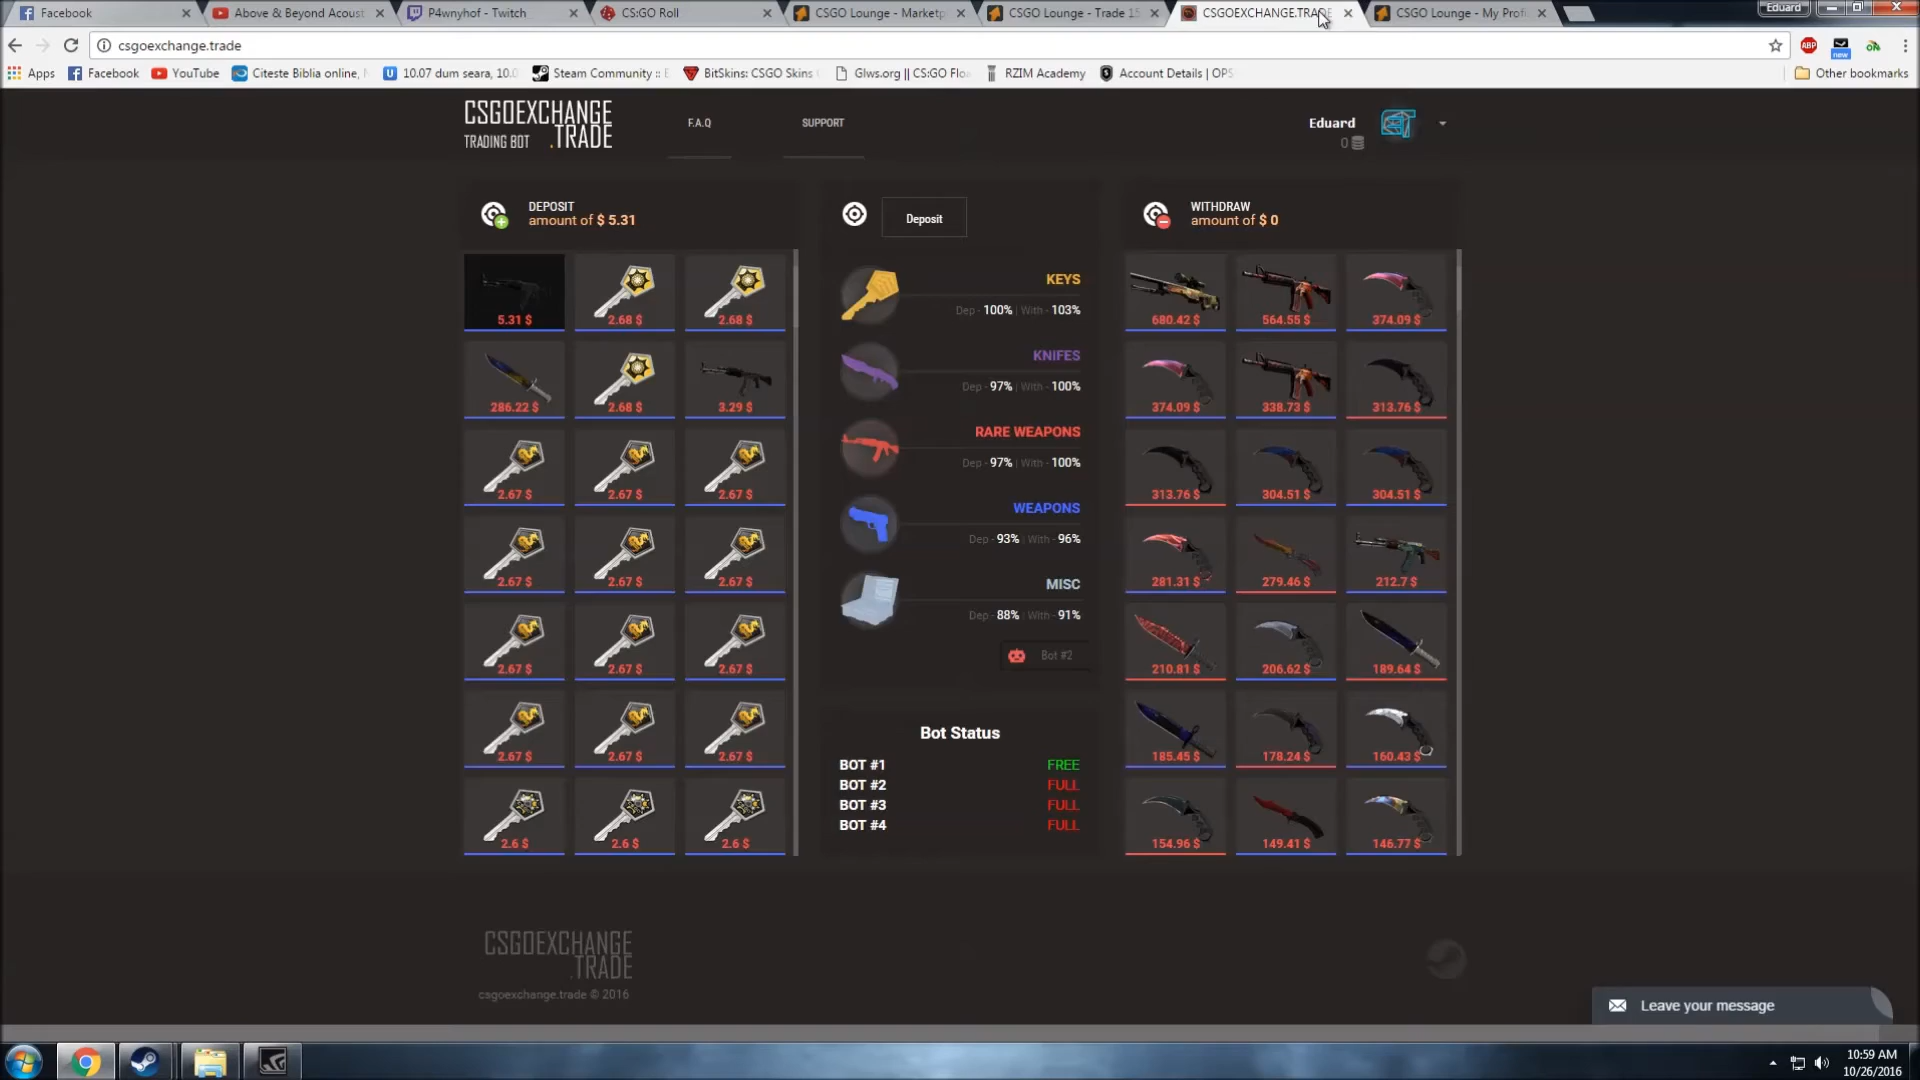 Facebook
Above & Beyond Acoust
P4wnyhof - Twitch
CS:GO Roll
CSGO Lounge - Marketp
CSGO Lounge - Trade 15
CSGOEXCHANGE.TRADE
CSGO Lounge - My Prof
Eduard
csgoexchange.trade
ABP
new
Apps
Facebook
YouTube
Citeste Biblia online,
10.07 dum seara, 10.0
Steam Community ::
BitSkins: CSGO Skins
Glws.org || CS:GO Flo
RZIM Academy
Account Details | OPS
Other bookmarks
CSGOEXCHANGE
TRADING BOT .TRADE
F.A.Q
SUPPORT
Eduard
0
DEPOSIT
amount of $ 5.31
Deposit
WITHDRAW
amount of $ 0
5.31 $
2.68 $
2.68 $
286.22 $
2.68 $
3.29 $
2.67 $
2.67 $
2.67 $
2.67 $
2.67 $
2.67 $
2.67 $
2.67 $
2.67 $
2.67 $
2.67 $
2.67 $
2.6 $
2.6 $
2.6 $
KEYS
Dep - 100% | With - 103%
KNIFES
Dep - 97% | With - 100%
RARE WEAPONS
Dep - 97% | With - 100%
WEAPONS
Dep - 93% | With - 96%
MISC
Dep - 88% | With - 91%
Bot #2
Bot Status
BOT #1 FREE
BOT #2 FULL
BOT #3 FULL
BOT #4 FULL
680.42 $
564.55 $
374.09 $
374.09 $
338.73 $
313.76 $
313.76 $
304.51 $
304.51 $
281.31 $
279.46 $
212.7 $
210.81 $
206.62 $
189.64 $
185.45 $
178.24 $
160.43 $
154.96 $
149.41 $
146.77 $
CSGOEXCHANGE
.TRADE
csgoexchange.trade © 2016
Leave your message
10:59 AM
10/26/2016